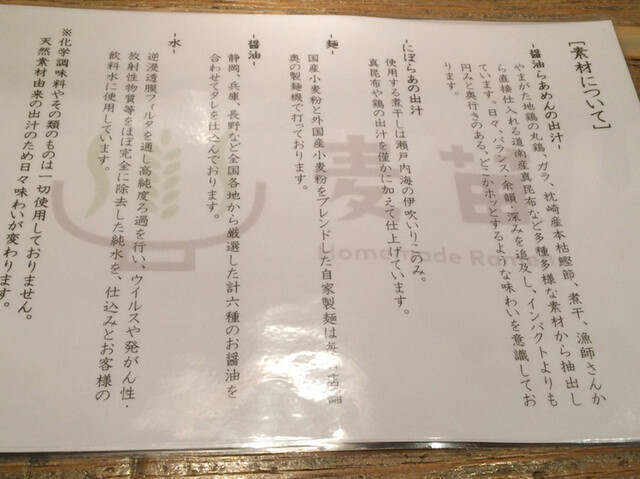 ［素材について］
-醤油らあめんの出汁-
やまがた地鶏の丸鶏、ガラ、枕崎産本枯鰹節、煮干、漁師さんか
ら直接仕入れる道南産真昆布など多種多様な素材から抽出し
ています。日々、バランス・余韻・深みを追及し、インパクトよりも
円みと奥行きのある、どこかホッとするような味わいを意識してお
ります。
-にぼらあの出汁-
使用する煮干しは瀬戸内海の伊吹いりこのみ。
真昆布や鶏の出汁を僅かに加えて仕上げています。
-麺-
国産小麦粉と外国産小麦粉をブレンドした自家製麺は毎
店舗
奥の製麺機で打っております。
-醤油-
静岡、兵庫、長野など全国各地から厳選した計六種のお醤油を
合わせてタレを仕込んでおります。
-水-
逆浸透膜フィルタを通し高純度ろ過を行い、ウイルスや発がん性・
放射性物質等をほぼ完全に除去した純水を、仕込みとお客様の
飲料水に使用しています。
※化学調味料やその類のものは一切使用しておりません。
天然素材由来の出汁のため日々味わいが変わります。
麦苗
Homemade Ramen